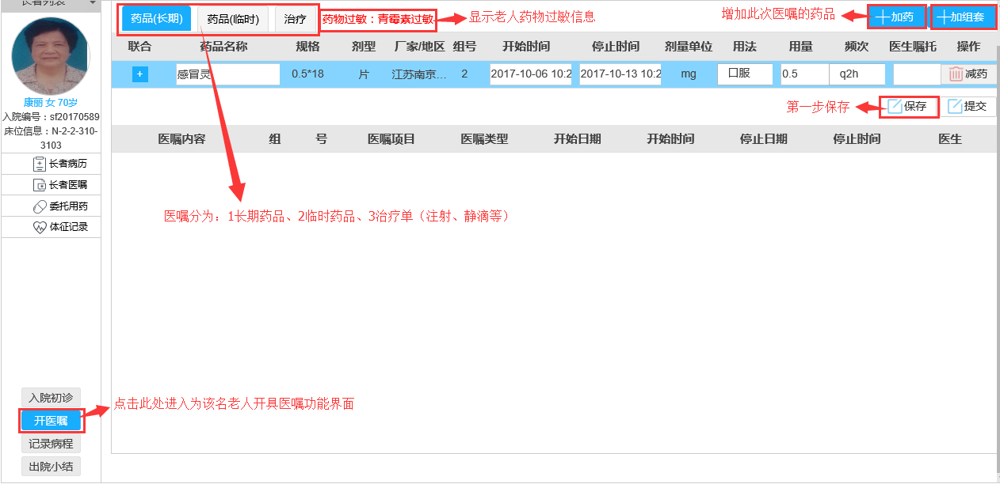 长者列表
药品(长期) 药品(临时) 治疗 药物过敏：青霉素过敏 显示老人药物过敏信息 增加此次医嘱的药品 加药 加组套
联合 药品名称 规格 剂型 厂家/地区 组号 开始时间 停止时间 剂量单位 用法 用量 频次 医生嘱托 操作
+ 感冒灵 0.5*18 片 江苏南京... 2 2017-10-06 10:2 2017-10-13 10:2 mg 口服 0.5 q2h 减药
第一步保存 保存 提交
康丽 女 70岁
入院编号：sf20170589
床位信息：N-2-2-310-
3103
长者病历
长者医嘱
委托用药
体征记录
医嘱内容 组 号 医嘱项目 医嘱类型 开始日期 开始时间 停止日期 停止时间 医生
医嘱分为：1长期药品、2临时药品、3治疗单（注射、静滴等）
入院初诊
开医嘱
点击此处进入为该名老人开具医嘱功能界面
记录病程
出院小结